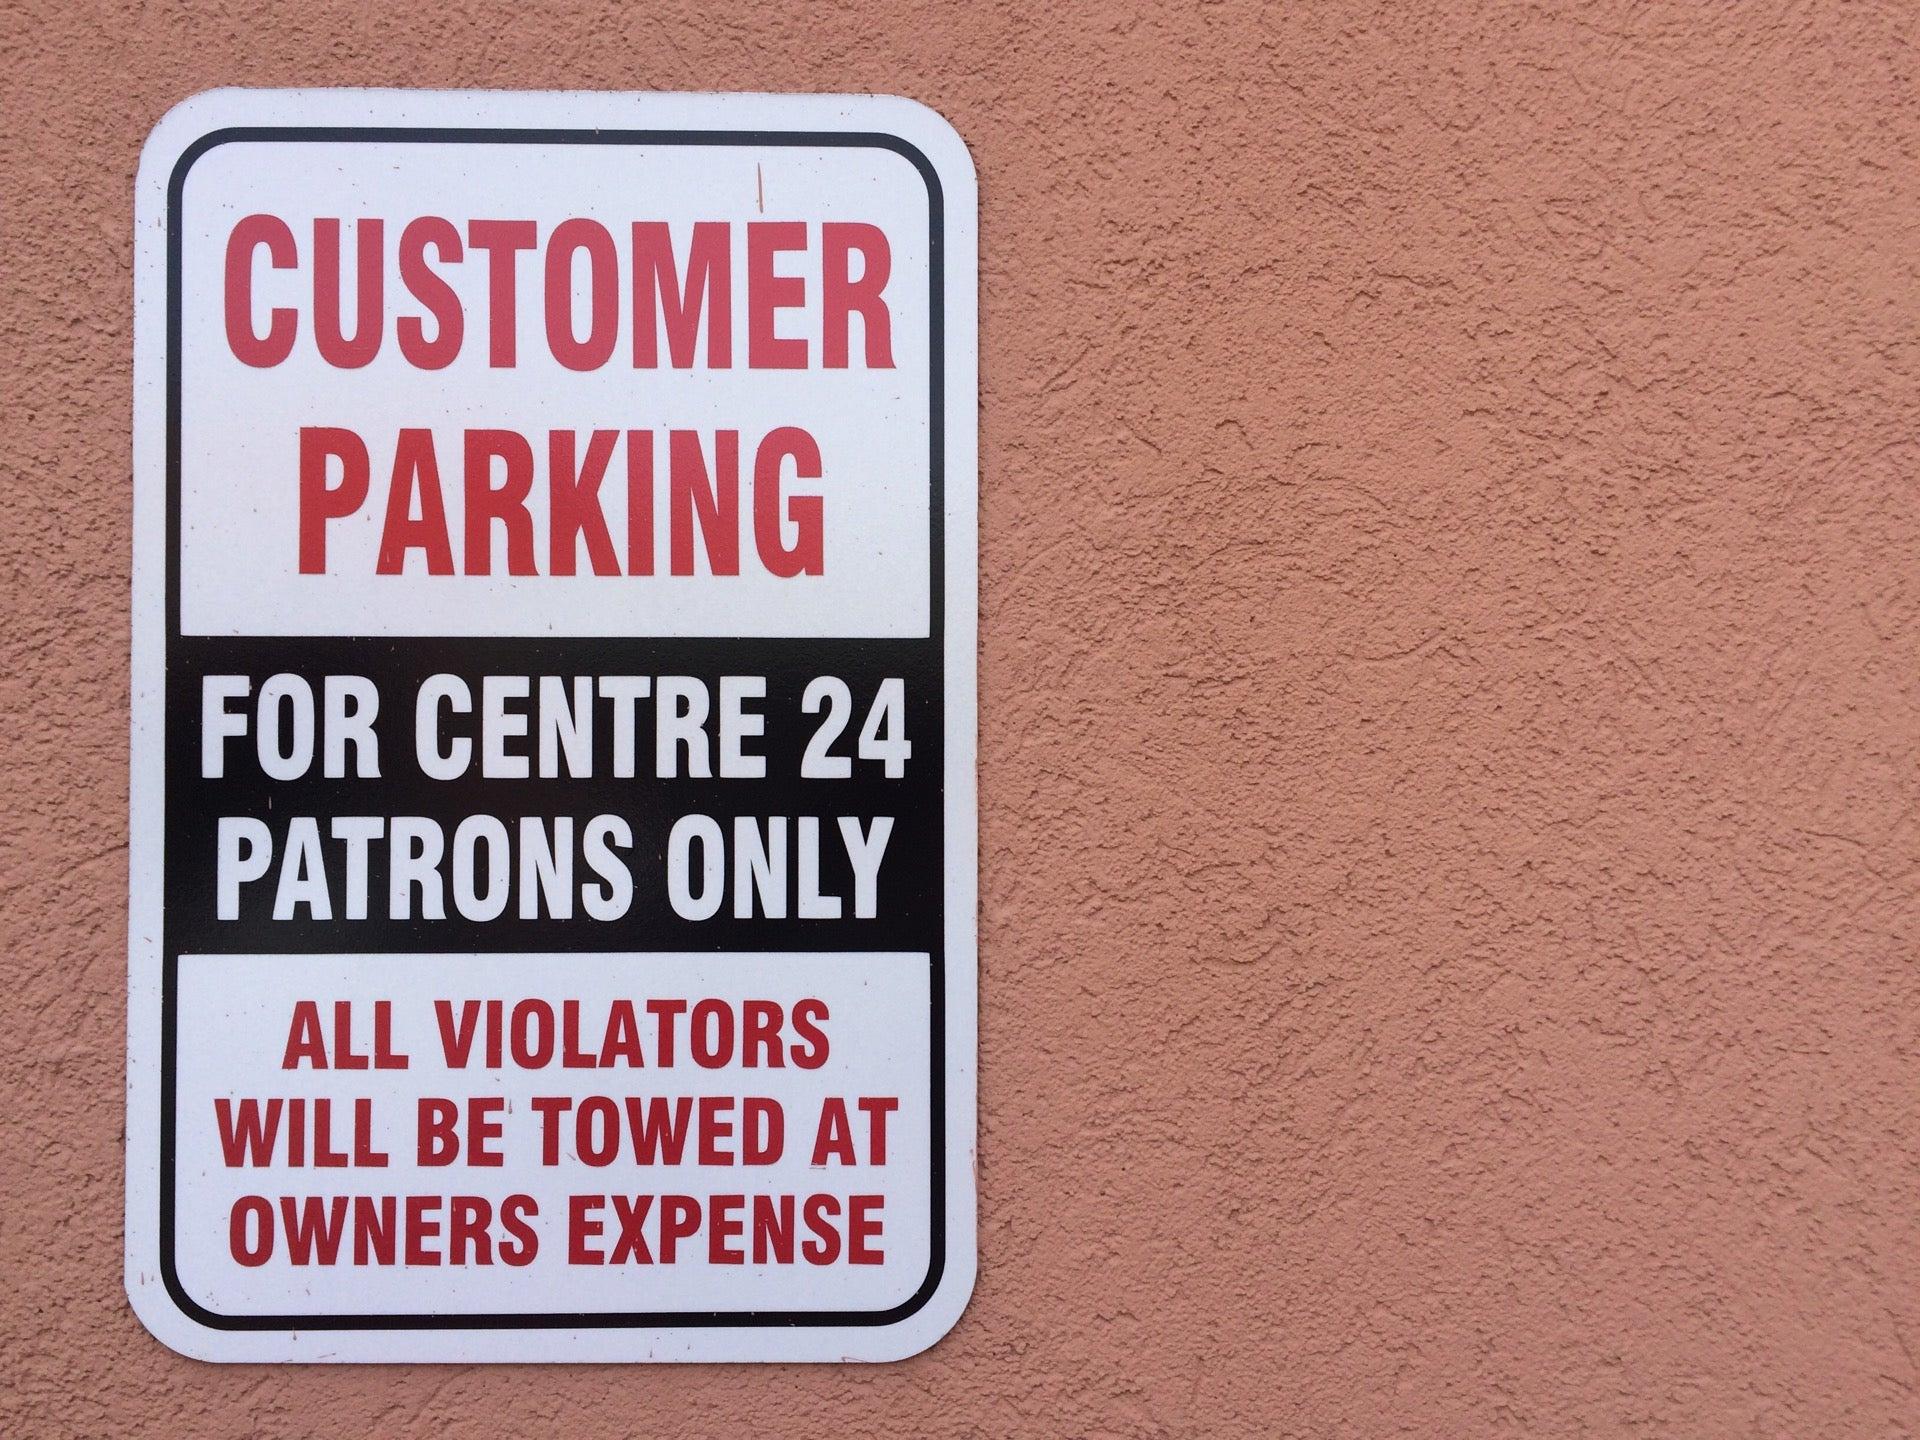 CUSTOMER
PARKING
FOR CENTRE 24
PATRONS ONLY
ALL VIOLATORS
WILL BE TOWED AT
OWNERS EXPENSE